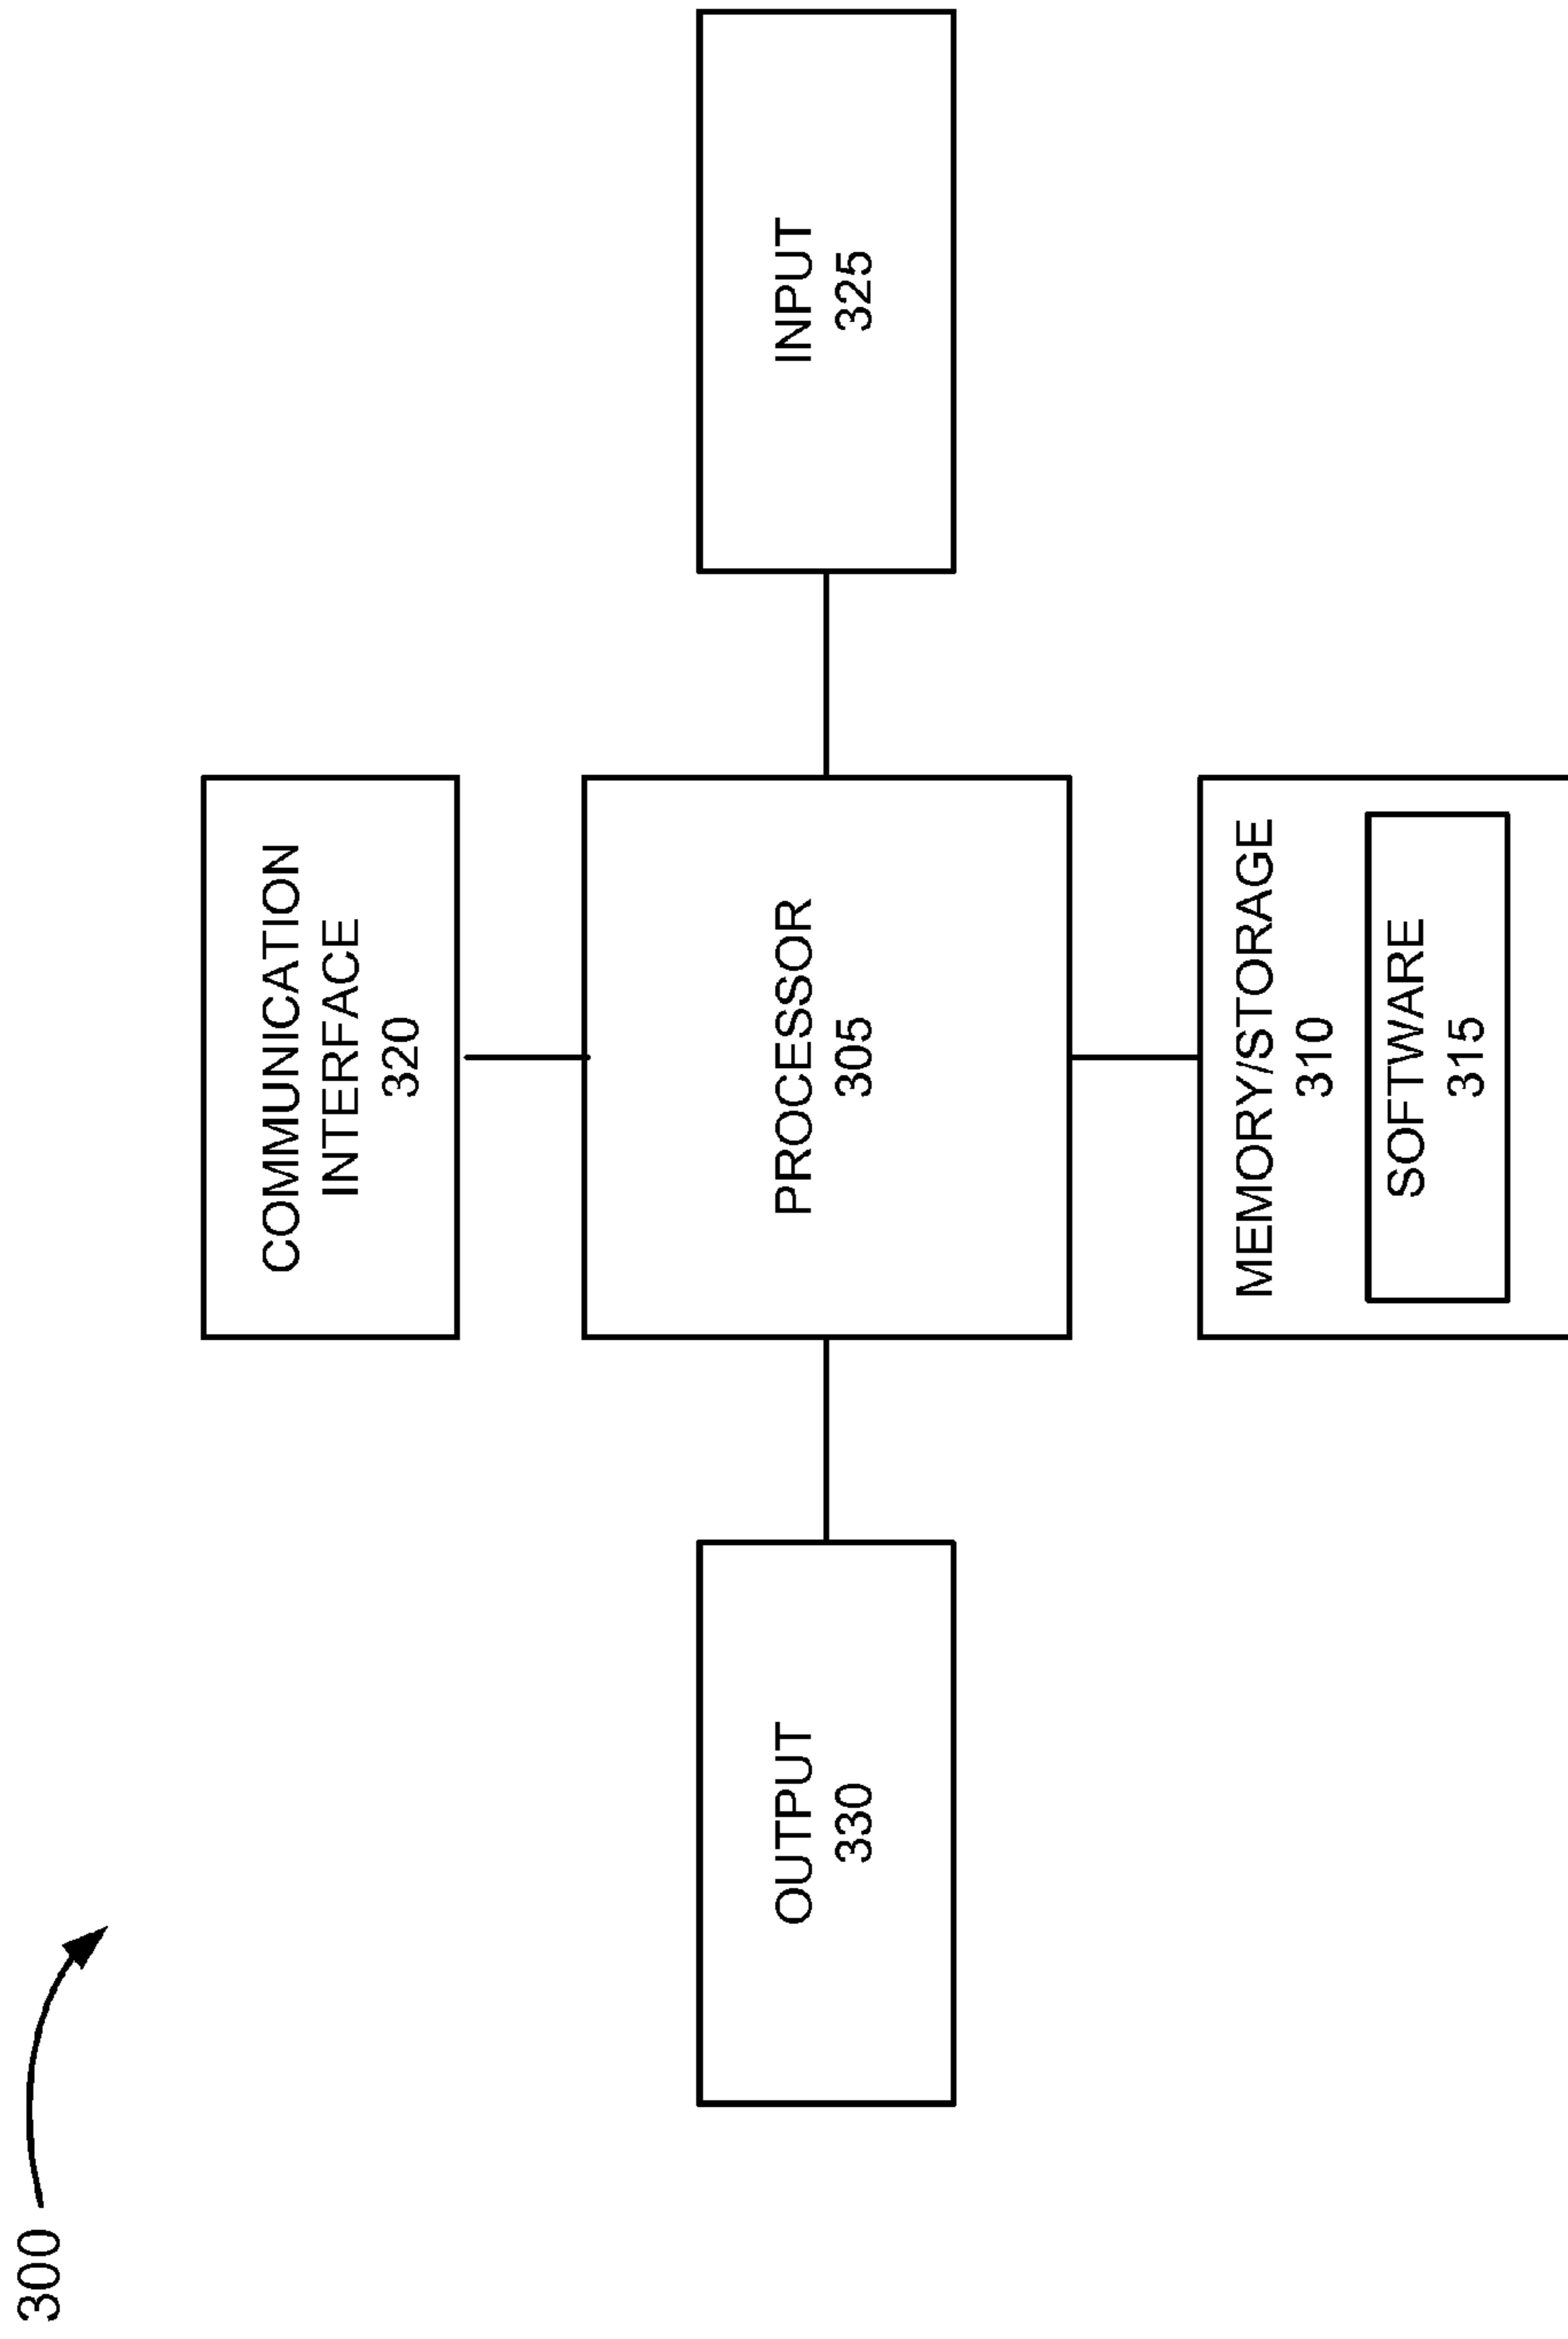 300
COMMUNICATION
INTERFACE
320
OUTPUT
330
PROCESSOR
305
INPUT
325
MEMORY/STORAGE
310
SOFTWARE
315